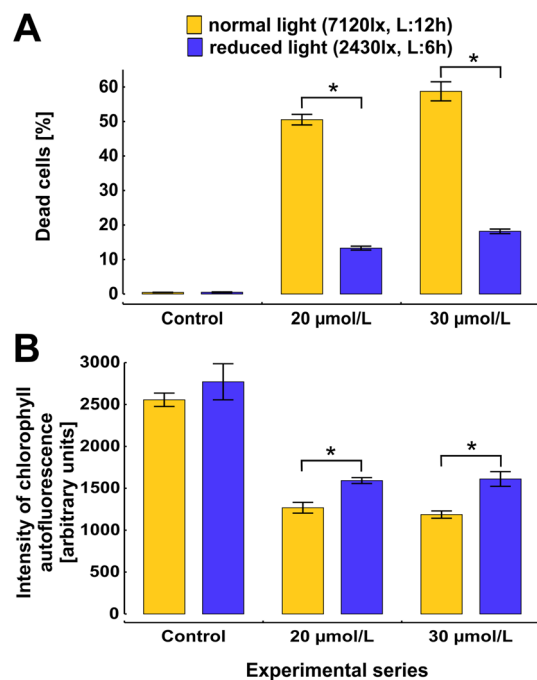 A
normal light (7120lx, L:12h)
reduced light (2430lx, L:6h)
Dead cells [%]
60
50
40
30
20
10
0
*
*
Control
20 µmol/L
30 µmol/L
B
Intensity of chlorophyll
autofluorescence
[arbitrary units]
3000
2500
2000
1500
1000
500
0
*
*
Control
20 µmol/L
30 µmol/L
Experimental series